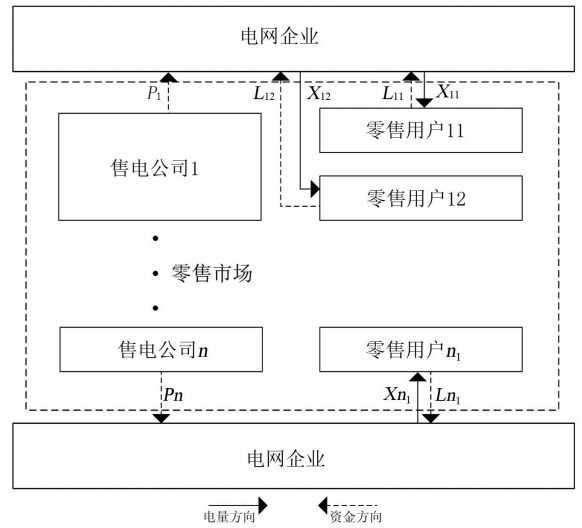 电网企业
P₁ L₁₂ X₁₂ L₁₁ X₁₁
零售用户11
售电公司1
零售用户12
零售市场
售电公司n 零售用户n₁
Pn Xn₁ Ln₁
电网企业
电量方向 资金方向